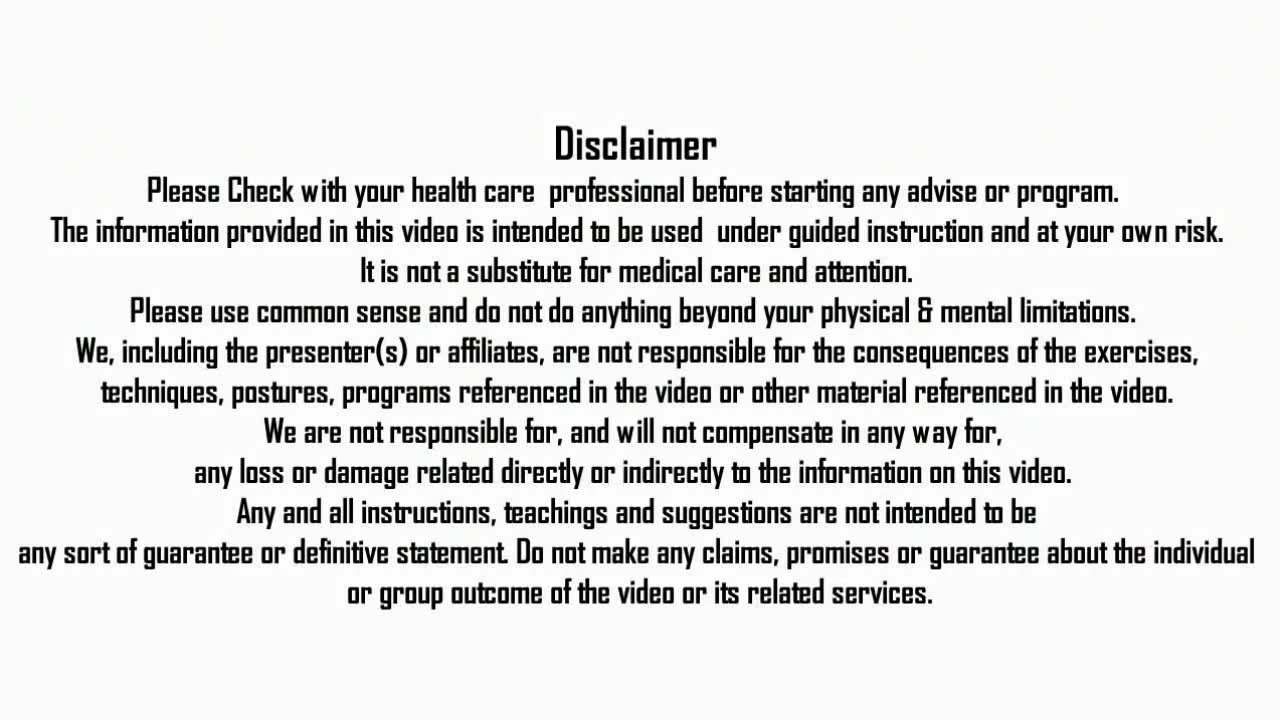 Disclaimer
Please Check with your health care professional before starting any advise or program.
The information provided in this video is intended to be used under guided instruction and at your own risk.
It is not a substitute for medical care and attention.
Please use common sense and do not do anything beyond your physical & mental limitations.
We, including the presenter(s) or affiliates, are not responsible for the consequences of the exercises,
techniques, postures, programs referenced in the video or other material referenced in the video.
We are not responsible for, and will not compensate in any way for,
any loss or damage related directly or indirectly to the information on this video.
Any and all instructions, teachings and suggestions are not intended to be
any sort of guarantee or definitive statement. Do not make any claims, promises or guarantee about the individual
or group outcome of the video or its related services.